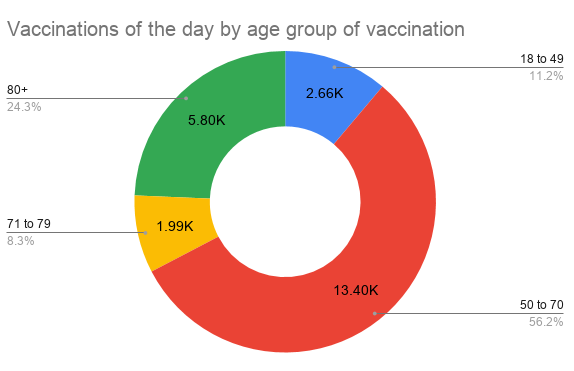 Vaccinations of the day by age group of vaccination
18 to 49
11.2%
2.66K
80+
24.3%
5.80K
71 to 79
8.3%
1.99K
13.40K
50 to 70
56.2%